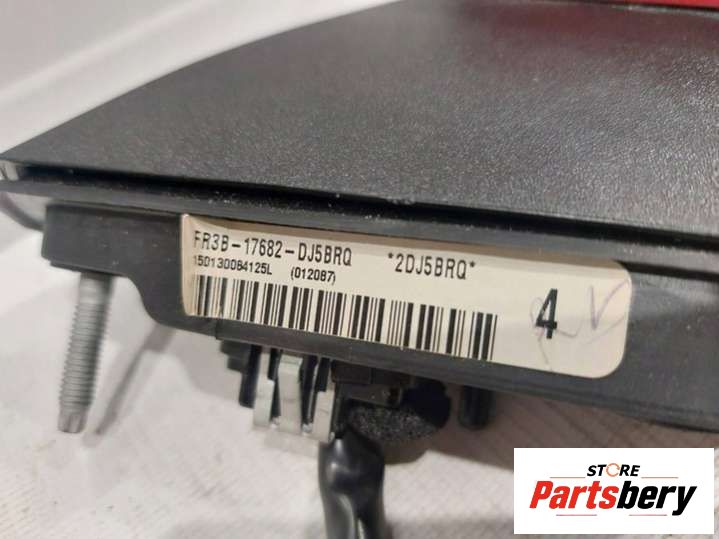 FR3B-17682-DJ5BRQ *2DJ5BRQ*
150130084125L (012087)
4
STORE
Partsbery